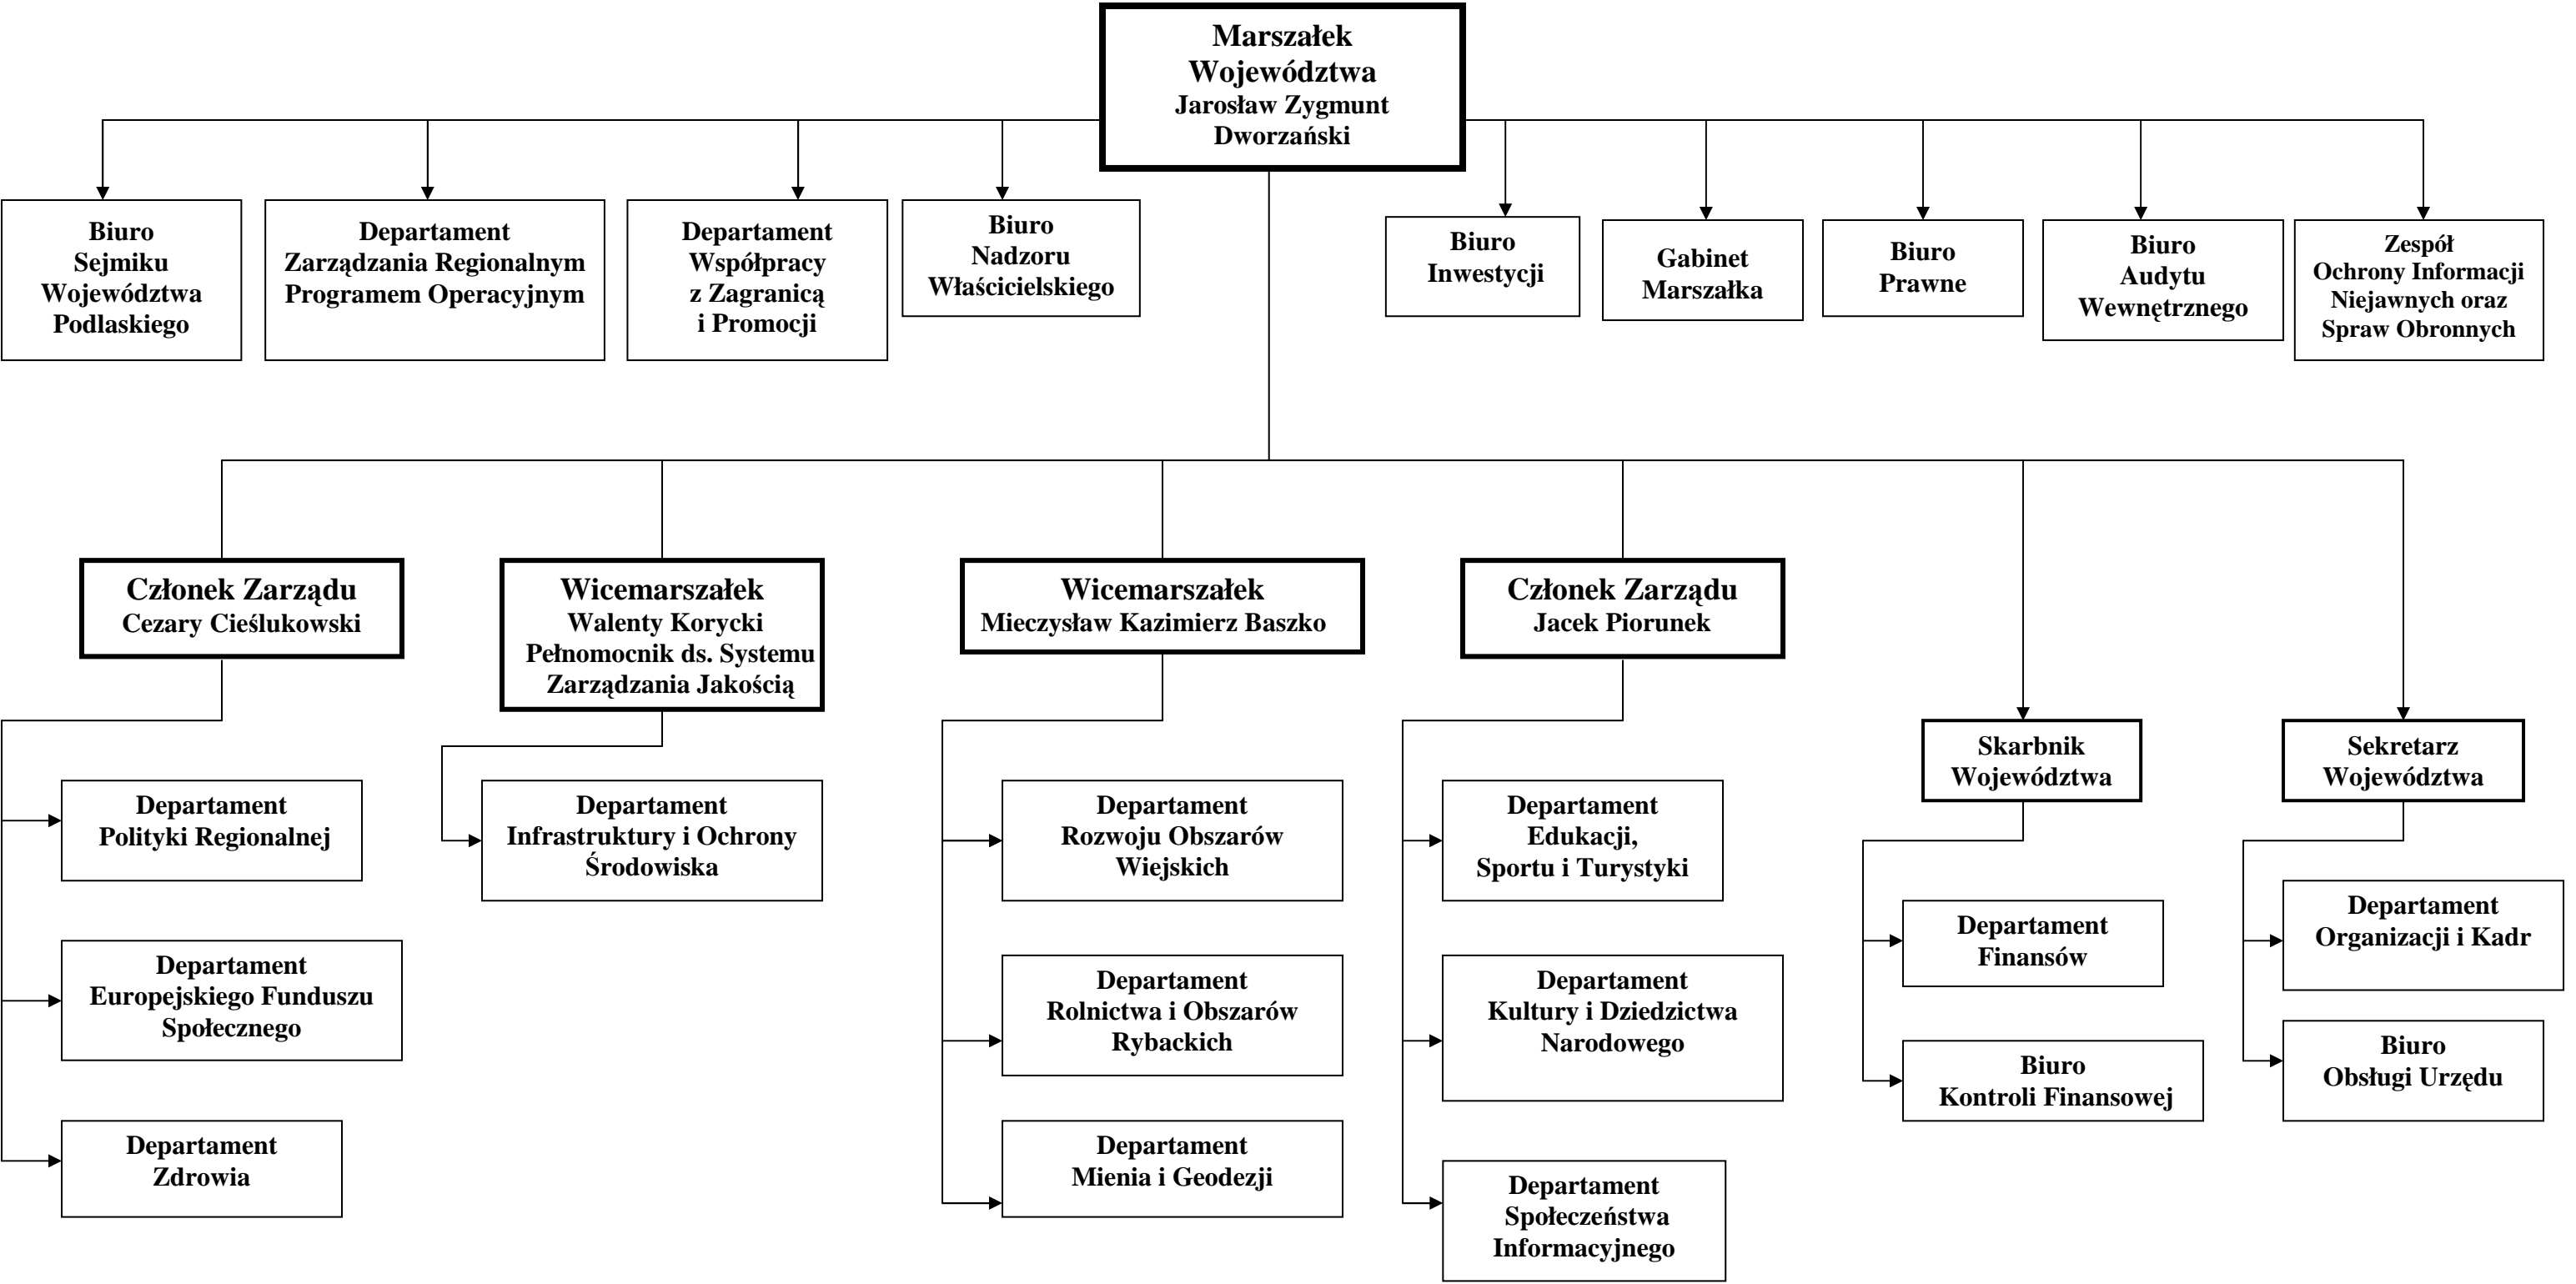 Marszałek
Województwa
Jarosław Zygmunt
Dworzański
Biuro
Sejmiku
Województwa
Podlaskiego
Departament
Zarządzania Regionalnym
Programem Operacyjnym
Departament
Współpracy
z Zagranicą
i Promocji
Biuro
Nadzoru
Właścicielskiego
Biuro
Inwestycji
Gabinet
Marszałka
Biuro
Prawne
Biuro
Audytu
Wewnętrznego
Zespół
Ochrony Informacji
Niejawnych oraz
Spraw Obronnych
Członek Zarządu
Cezary Cieślukowski
Wicemarszałek
Walenty Korycki
Pełnomocnik ds. Systemu
Zarządzania Jakością
Wicemarszałek
Mieczysław Kazimierz Baszko
Członek Zarządu
Jacek Piorunek
Skarbnik
Województwa
Sekretarz
Województwa
Departament
Polityki Regionalnej
Departament
Europejskiego Funduszu
Społecznego
Departament
Zdrowia
Departament
Infrastruktury i Ochrony
Środowiska
Departament
Rozwoju Obszarów
Wiejskich
Departament
Rolnictwa i Obszarów
Rybackich
Departament
Mienia i Geodezji
Departament
Edukacji,
Sportu i Turystyki
Departament
Kultury i Dziedzictwa
Narodowego
Departament
Społeczeństwa
Informacyjnego
Departament
Finansów
Biuro
Kontroli Finansowej
Departament
Organizacji i Kadr
Biuro
Obsługi Urzędu